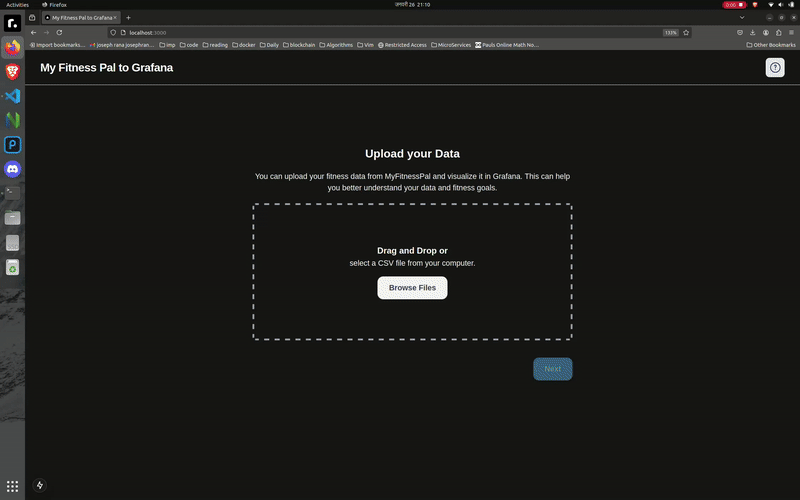 Activities
Firefox
जनवरी 26 21:10
0:00
My Fitness Pal to Grafana
localhost:3000
133%
Import bookmarks...
joseph rana josephran...
imp
code
reading
docker
Daily
blockchain
Algorithms
Vim
Restricted Access
MicroServices
Pauls Online Math No...
Other Bookmarks
My Fitness Pal to Grafana
Upload your Data
You can upload your fitness data from MyFitnessPal and visualize it in Grafana. This can help
you better understand your data and fitness goals.
Drag and Drop or
select a CSV file from your computer.
Browse Files
Next